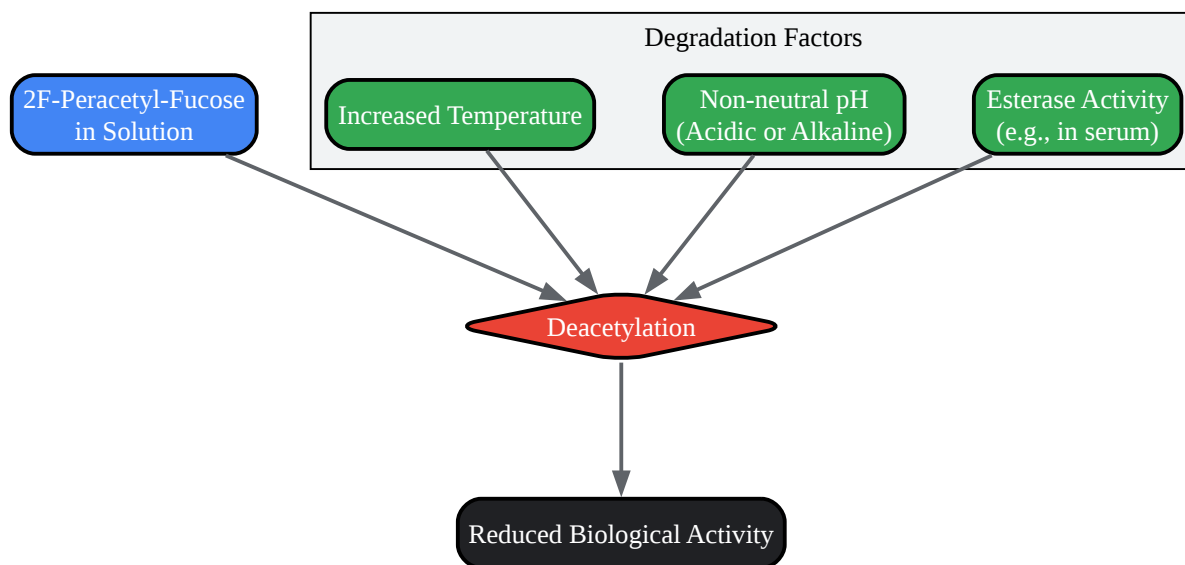 Degradation Factors
2F-Peracetyl-Fucose
in Solution
Increased Temperature
Non-neutral pH
(Acidic or Alkaline)
Esterase Activity
(e.g., in serum)
Deacetylation
Reduced Biological Activity